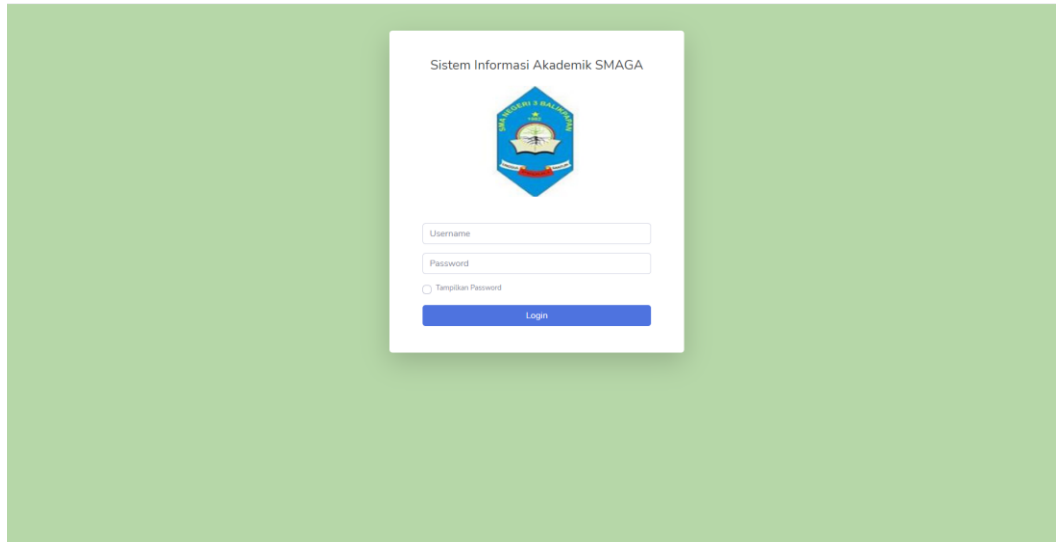 Sistem Informasi Akademik SMAGA
SMA NEGERI 3 BALIKPAPAN
Username
Password
Tampilkan Password
Login